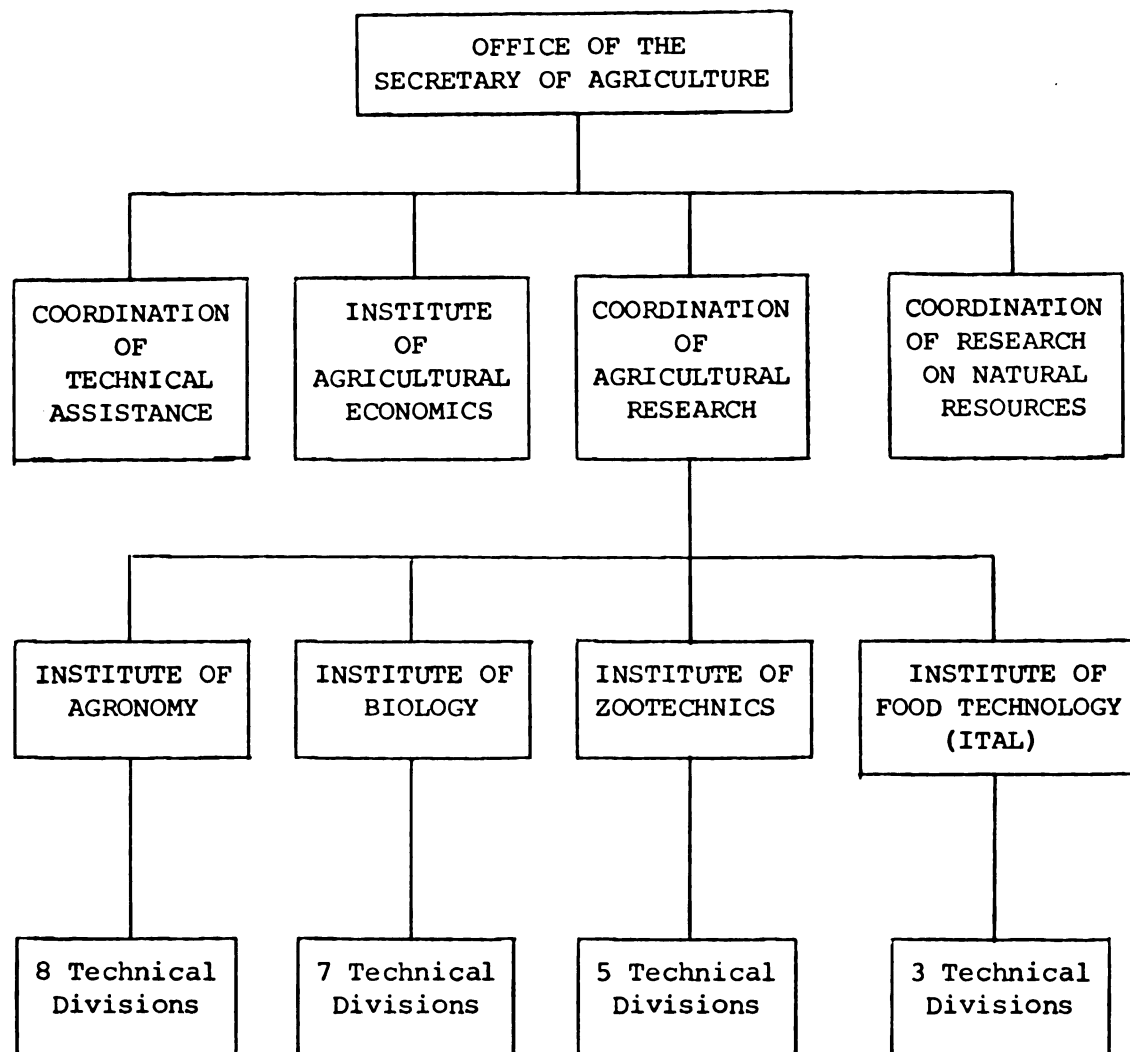 OFFICE OF THE
SECRETARY OF AGRICULTURE
COORDINATION
OF
TECHNICAL
ASSISTANCE
INSTITUTE
OF
AGRICULTURAL
ECONOMICS
COORDINATION
OF
AGRICULTURAL
RESEARCH
COORDINATION
OF RESEARCH
ON NATURAL
RESOURCES
INSTITUTE OF
AGRONOMY
INSTITUTE OF
BIOLOGY
INSTITUTE OF
ZOOTECHNICS
INSTITUTE OF
FOOD TECHNOLOGY
(ITAL)
8 Technical
Divisions
7 Technical
Divisions
5 Technical
Divisions
3 Technical
Divisions